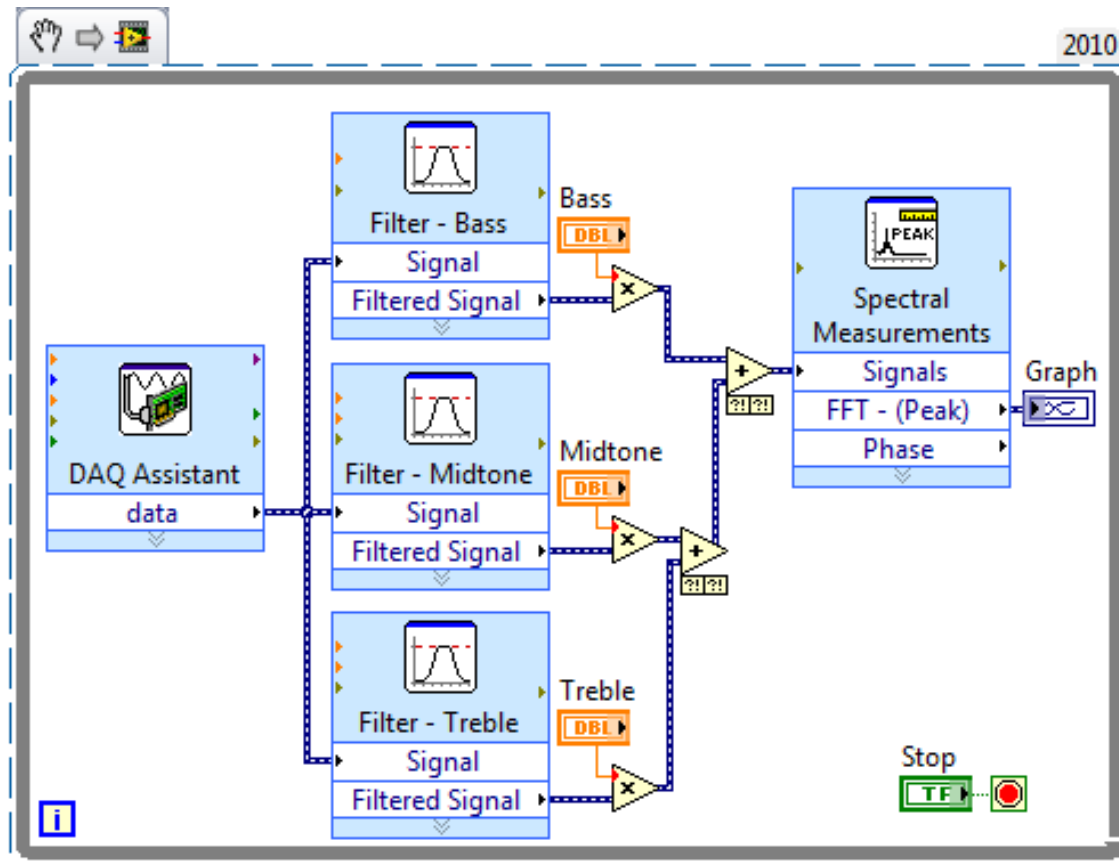 2010
Filter - Bass
Signal
Filtered Signal
Bass
DBL
×
DAQ Assistant
data
Filter - Midtone
Signal
Filtered Signal
Midtone
DBL
×
+
?! ?!
Filter - Treble
Signal
Filtered Signal
Treble
DBL
×
+
?! ?!
PEAK
Spectral
Measurements
Signals
FFT - (Peak)
Phase
Graph
Stop
TF
i